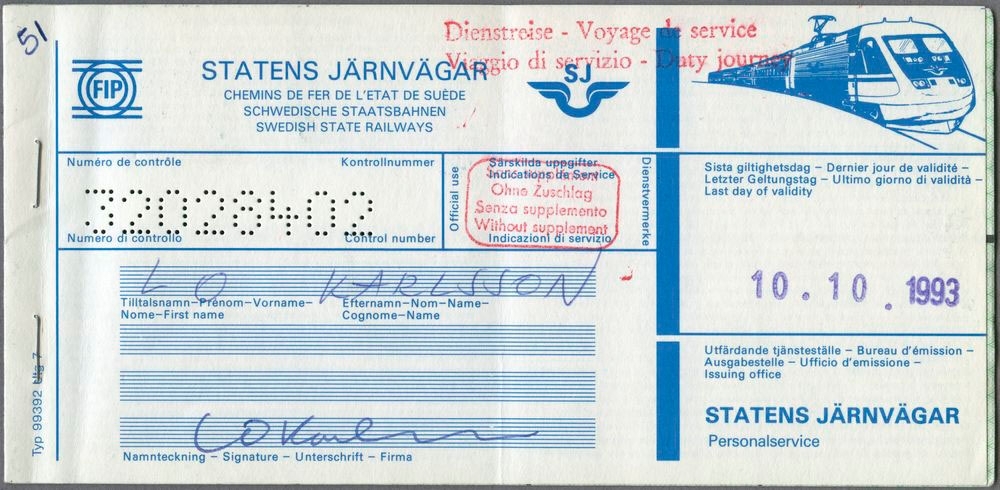 51
Dienstreise - Voyage de service
Viaggio di servizio - Duty journey
FIP
STATENS JÄRNVÄGAR
CHEMINS DE FER DE L'ETAT DE SUÈDE
SCHWEDISCHE STAATSBAHNEN
SWEDISH STATE RAILWAYS
SJ
Numéro de contrôle
Kontrollnummer
32028402
Numero di controllo
Control number
Official use
Särskilda uppgifter
Indications de Service
Sans supplément
Ohne Zuschlag
Senza supplemento
Without supplement
Indicazioni di servizio
Dienstvermerke
Sista giltighetsdag – Dernier jour de validité –
Letzter Geltungstag – Ultimo giorno di validità –
Last day of validity
10.10.1993
L O KARLSSON
Tilltalsnamn–Prénom–Vorname–
Nome–First name
Efternamn–Nom–Name–
Cognome–Name
Namnteckning – Signature – Unterschrift – Firma
Typ 99392 Utg 7
Utfärdande tjänsteställe – Bureau d'émission –
Ausgabestelle – Ufficio d'emissione –
Issuing office
STATENS JÄRNVÄGAR
Personalservice